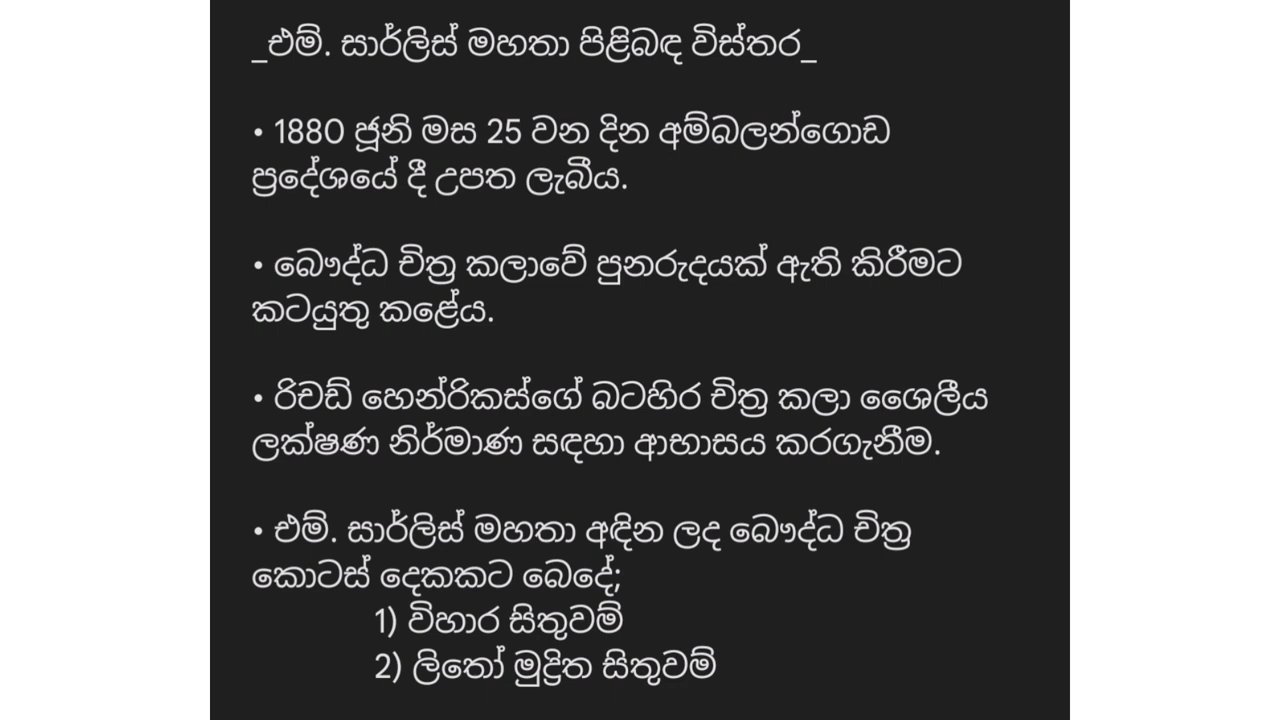 _එම්. සාර්ලිස් මහතා පිළිබඳ විස්තර_
• 1880 ජූනි මස 25 වන දින අම්බලන්ගොඩ
ප්‍රදේශයේ දී උපත ලැබීය.
• බෞද්ධ චිත්‍ර කලාවේ පුනරුදයක් ඇති කිරීමට
කටයුතු කළේය.
• රිචඩ් හෙන්රිකස්ගේ බටහිර චිත්‍ර කලා ශෛලීය
ලක්ෂණ නිර්මාණ සඳහා ආභාසය කරගැනීම.
• එම්. සාර්ලිස් මහතා අඳින ලද බෞද්ධ චිත්‍ර
කොටස් දෙකකට බෙදේ;
1) විහාර සිතුවම්
2) ලිතෝ මුද්‍රිත සිතුවම්